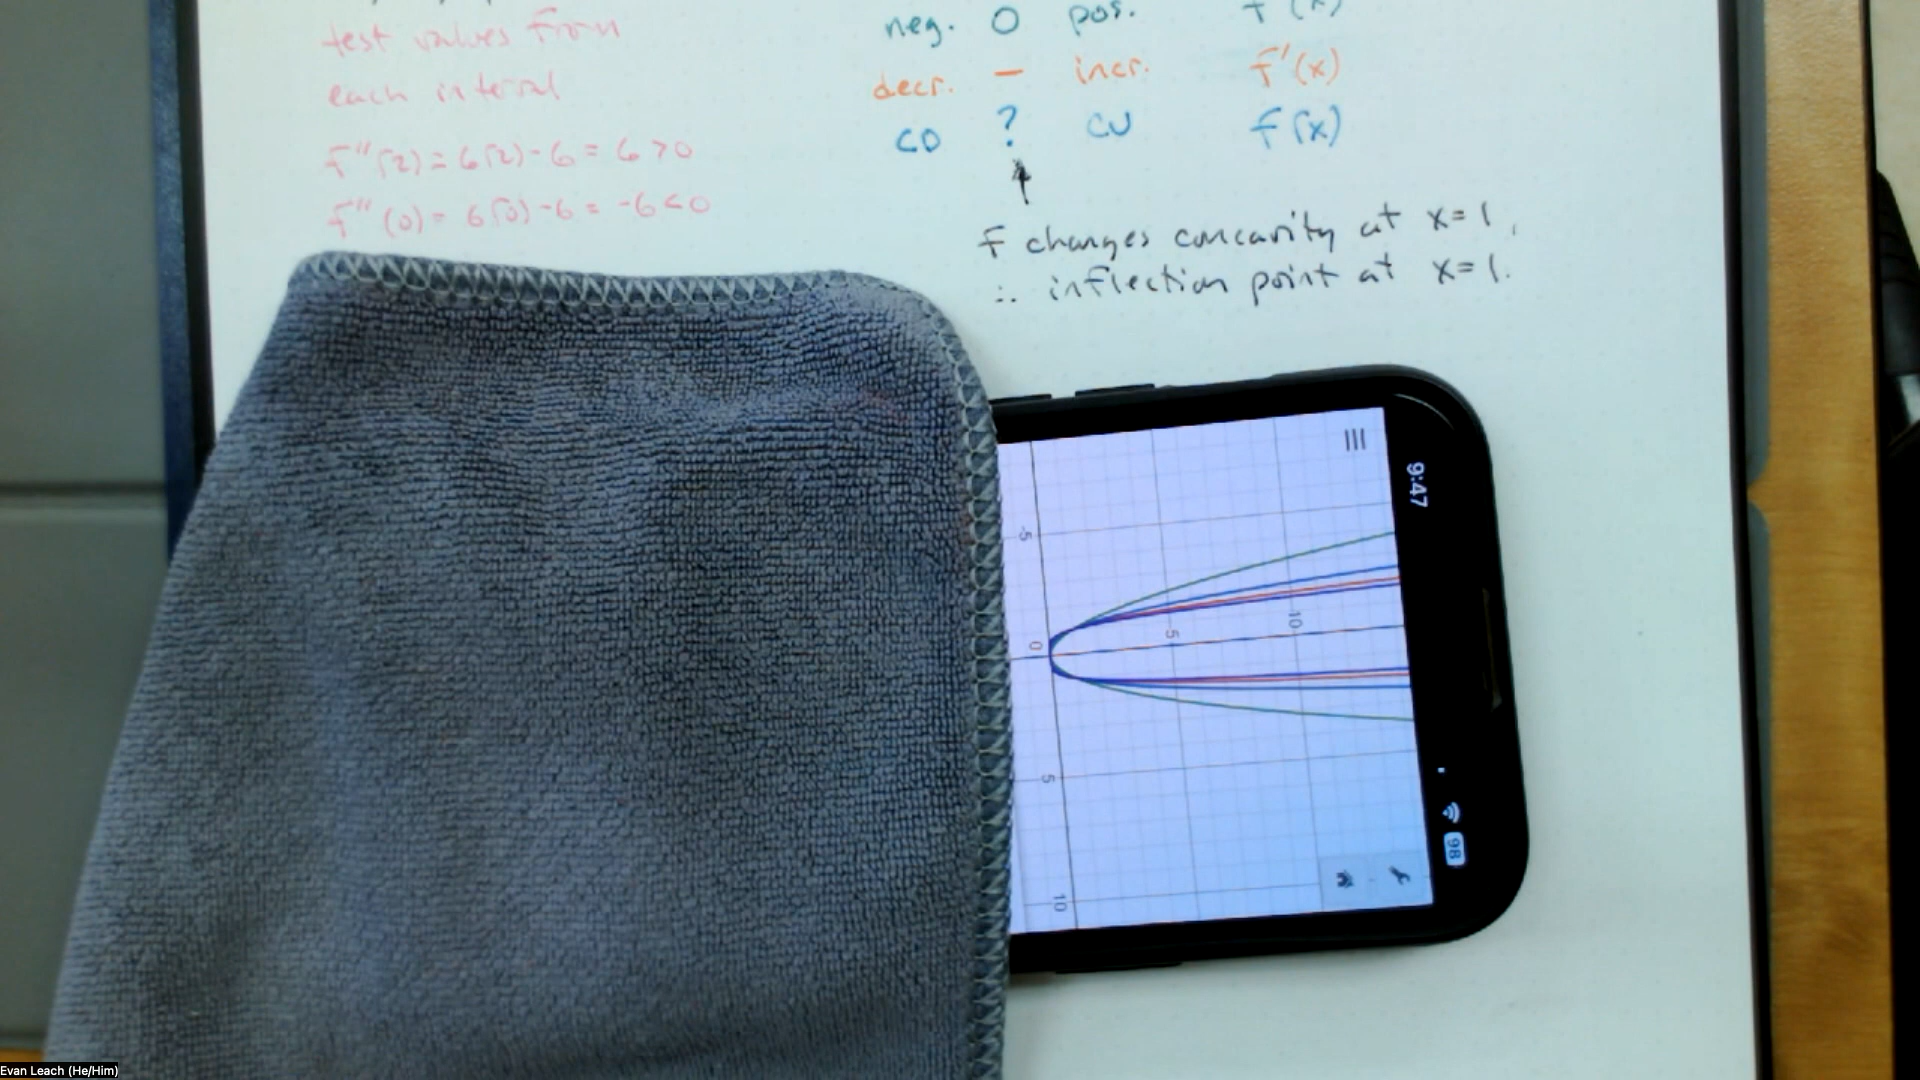 test values from
each interval
f''(2) = 6(2)-6 = 6 > 0
f''(0) = 6(0)-6 = -6 < 0
neg. 0 pos.
decr. — incr. f'(x)
CD ? CU f(x)
f changes concavity at x=1,
∴ inflection point at x=1.
9:47
98
-5
0
5
10
5
10
Evan Leach (He/Him)